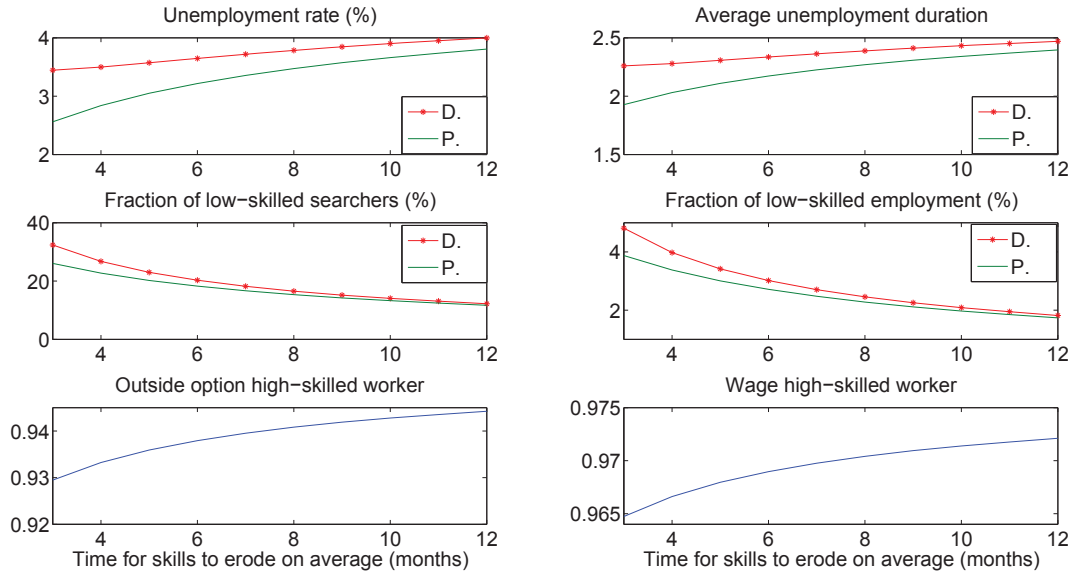 Unemployment rate (%)
4
3
2
4 6 8 10 12
D.
P.
Average unemployment duration
2.5
2
1.5
4 6 8 10 12
D.
P.
Fraction of low−skilled searchers (%)
40
20
0
4 6 8 10 12
D.
P.
Fraction of low−skilled employment (%)
4
2
4 6 8 10 12
D.
P.
Outside option high−skilled worker
0.94
0.93
0.92
4 6 8 10 12
Time for skills to erode on average (months)
Wage high−skilled worker
0.975
0.97
0.965
4 6 8 10 12
Time for skills to erode on average (months)